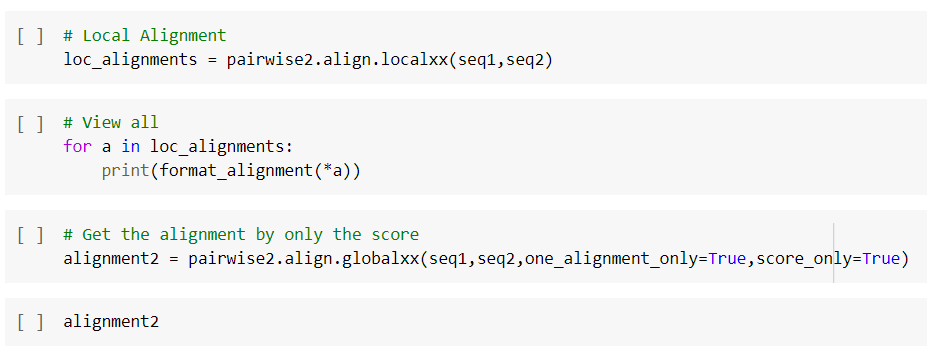 [ ] # Local Alignment
loc_alignments = pairwise2.align.localxx(seq1,seq2)
[ ] # View all
for a in loc_alignments:
    print(format_alignment(*a))
[ ] # Get the alignment by only the score
alignment2 = pairwise2.align.globalxx(seq1,seq2,one_alignment_only=True,score_only=True)
[ ] alignment2